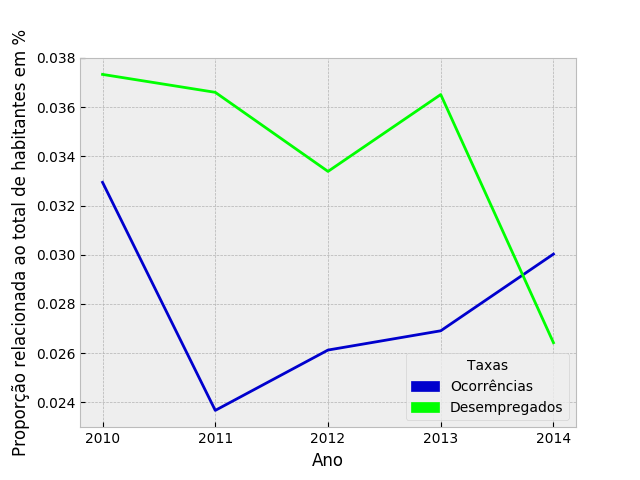 Proporção relacionada ao total de habitantes em %
0.038
0.036
0.034
0.032
0.030
0.028
0.026
0.024
2010 2011 2012 2013 2014
Ano
Taxas
Ocorrências
Desempregados